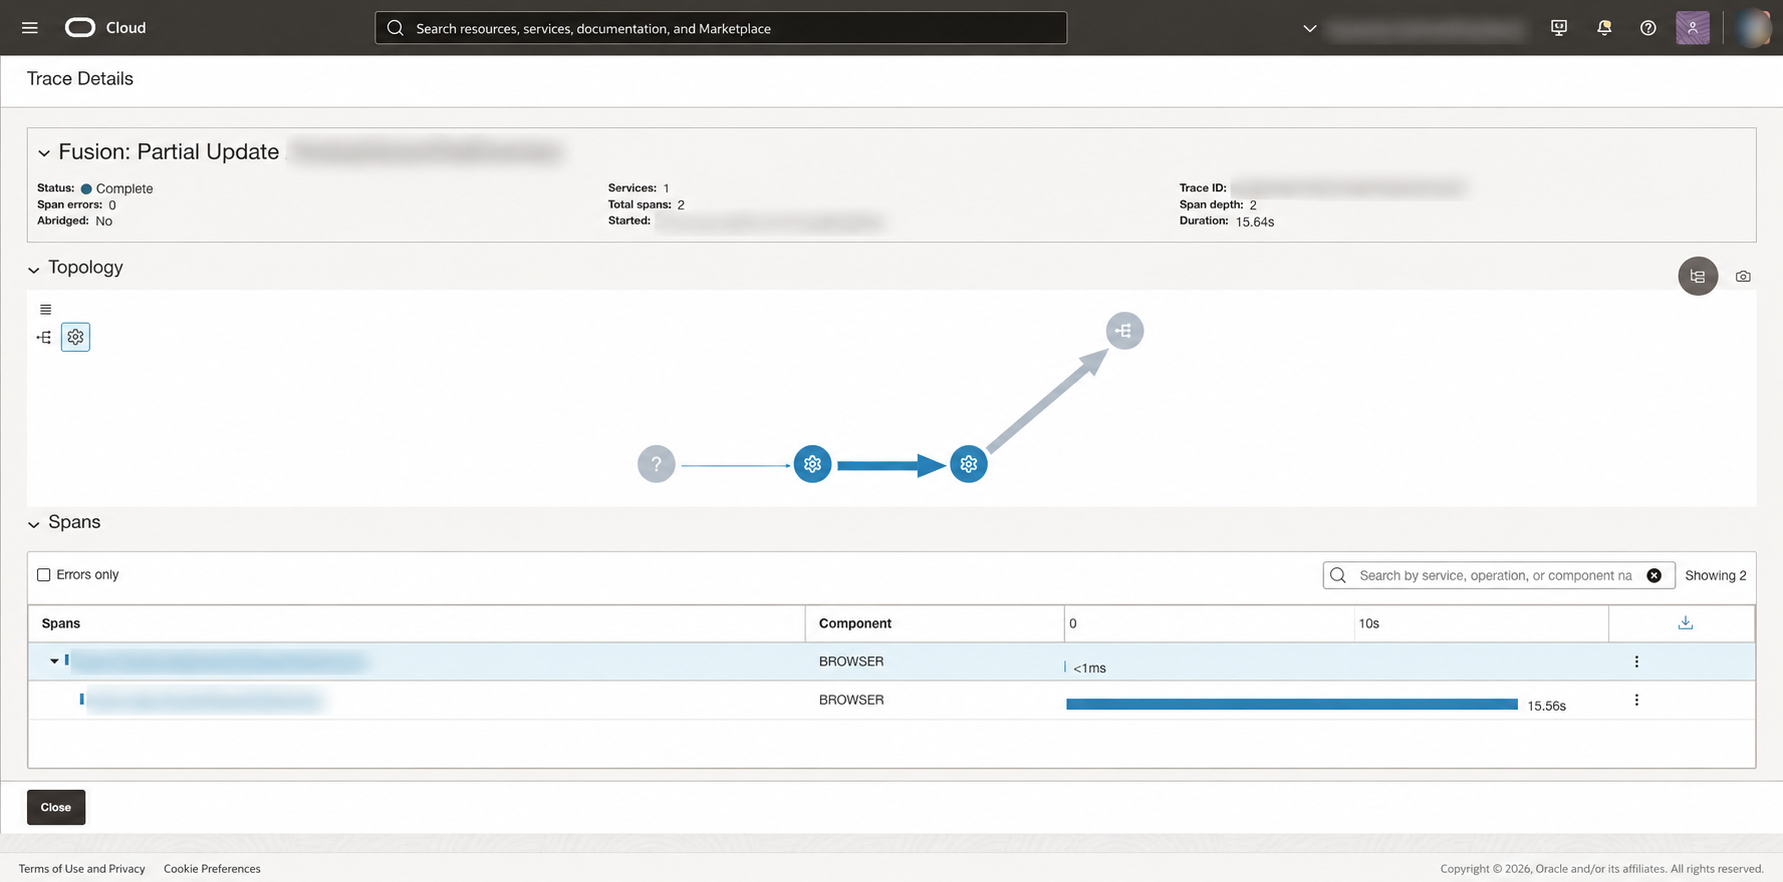 Cloud
Search resources, services, documentation, and Marketplace
Trace Details
Fusion: Partial Update
Status: Complete
Services: 1
Trace ID:
Span errors: 0
Total spans: 2
Span depth: 2
Abridged: No
Started:
Duration: 15.64s
Topology
?
Spans
Errors only
Search by service, operation, or component na
Showing 2
Spans
Component
0
10s
BROWSER
<1ms
BROWSER
15.56s
Close
Terms of Use and Privacy
Cookie Preferences
Copyright © 2026, Oracle and/or its affiliates. All rights reserved.